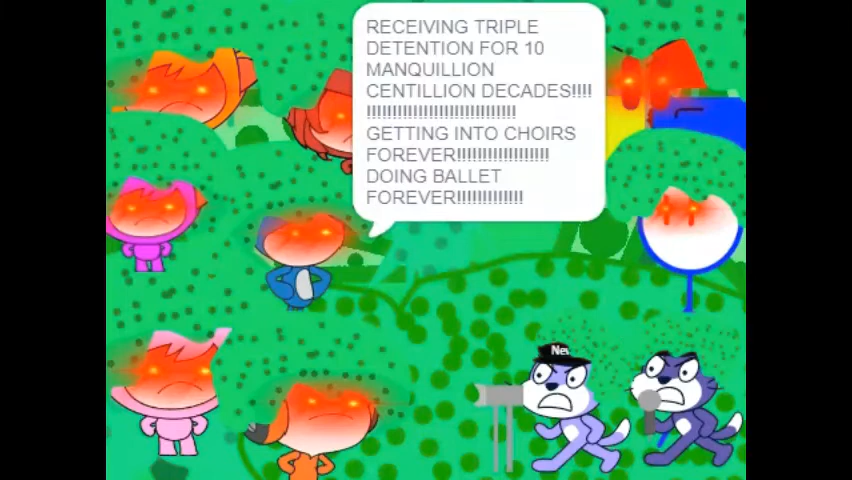 RECEIVING TRIPLE
DETENTION FOR 10
MANQUILLION
CENTILLION DECADES!!!!
!!!!!!!!!!!!!!!!!!!!!!!!!!!!!
GETTING INTO CHOIRS
FOREVER!!!!!!!!!!!!!!!!!!
DOING BALLET
FOREVER!!!!!!!!!!!!!